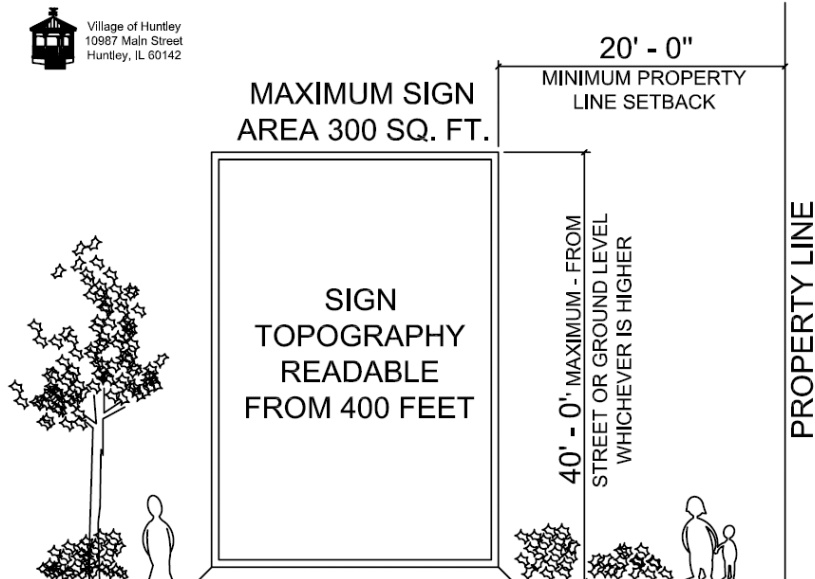 Village of Huntley
10987 Main Street
Huntley, IL 60142
20' - 0"
MINIMUM PROPERTY
LINE SETBACK
MAXIMUM SIGN
AREA 300 SQ. FT.
SIGN
TOPOGRAPHY
READABLE
FROM 400 FEET
40' - 0" MAXIMUM - FROM
STREET OR GROUND LEVEL
WHICHEVER IS HIGHER
PROPERTY LINE